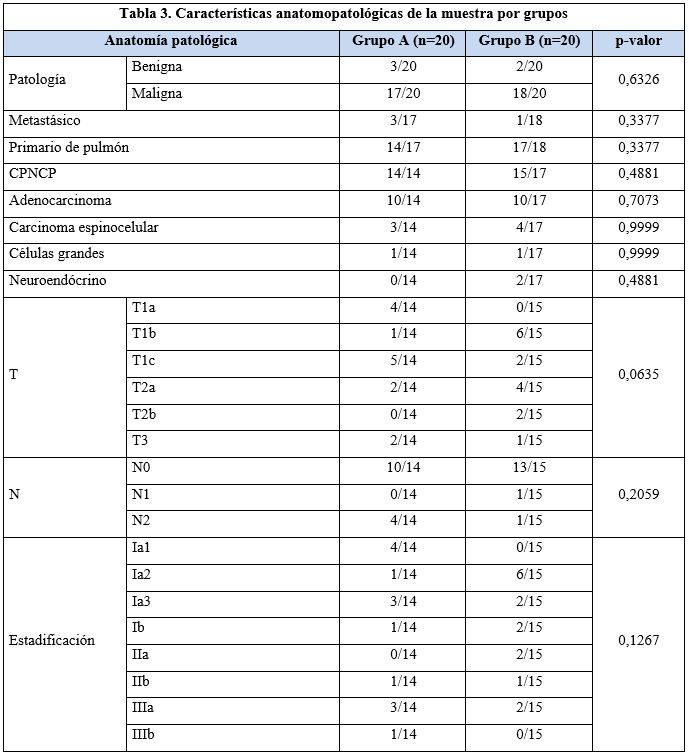 Tabla 3. Características anatomopatológicas de la muestra por grupos
Anatomía patológica Grupo A (n=20) Grupo B (n=20) p-valor
Patología Benigna 3/20 2/20 0,6326
Maligna 17/20 18/20
Metastásico 3/17 1/18 0,3377
Primario de pulmón 14/17 17/18 0,3377
CPNCP 14/14 15/17 0,4881
Adenocarcinoma 10/14 10/17 0,7073
Carcinoma espinocelular 3/14 4/17 0,9999
Células grandes 1/14 1/17 0,9999
Neuroendócrino 0/14 2/17 0,4881
T T1a 4/14 0/15 0,0635
T1b 1/14 6/15
T1c 5/14 2/15
T2a 2/14 4/15
T2b 0/14 2/15
T3 2/14 1/15
N N0 10/14 13/15 0,2059
N1 0/14 1/15
N2 4/14 1/15
Estadificación Ia1 4/14 0/15 0,1267
Ia2 1/14 6/15
Ia3 3/14 2/15
Ib 1/14 2/15
IIa 0/14 2/15
IIb 1/14 1/15
IIIa 3/14 2/15
IIIb 1/14 0/15